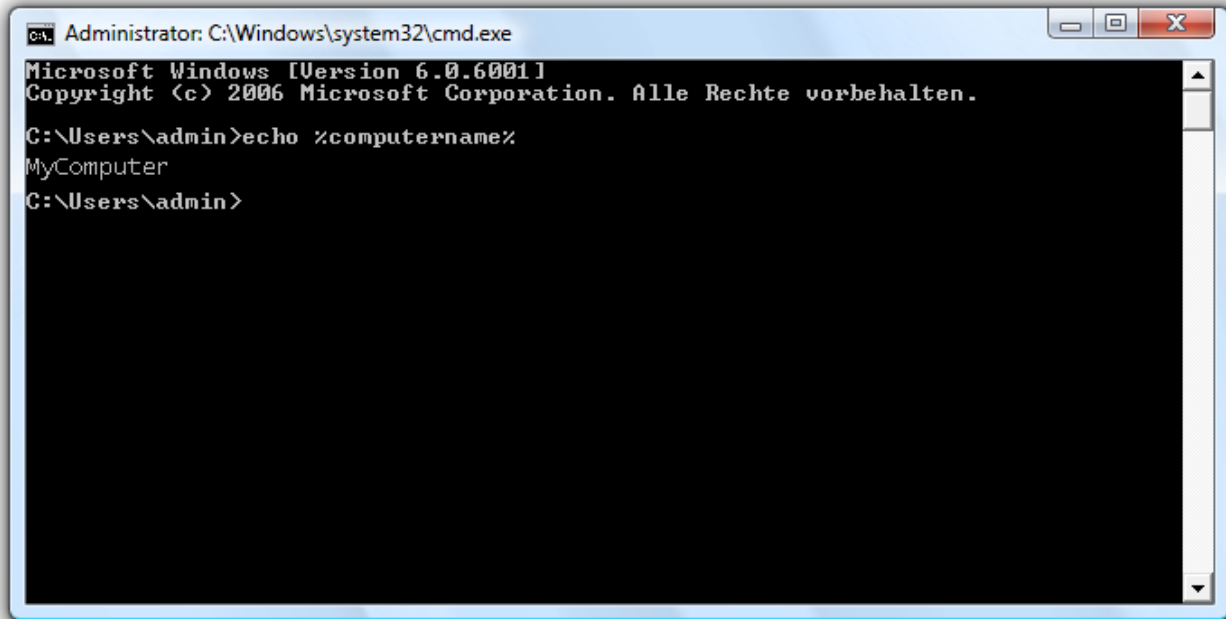 Administrator: C:\Windows\system32\cmd.exe
Microsoft Windows [Version 6.0.6001]
Copyright (c) 2006 Microsoft Corporation. Alle Rechte vorbehalten.
C:\Users\admin>echo %computername%
MyComputer
C:\Users\admin>